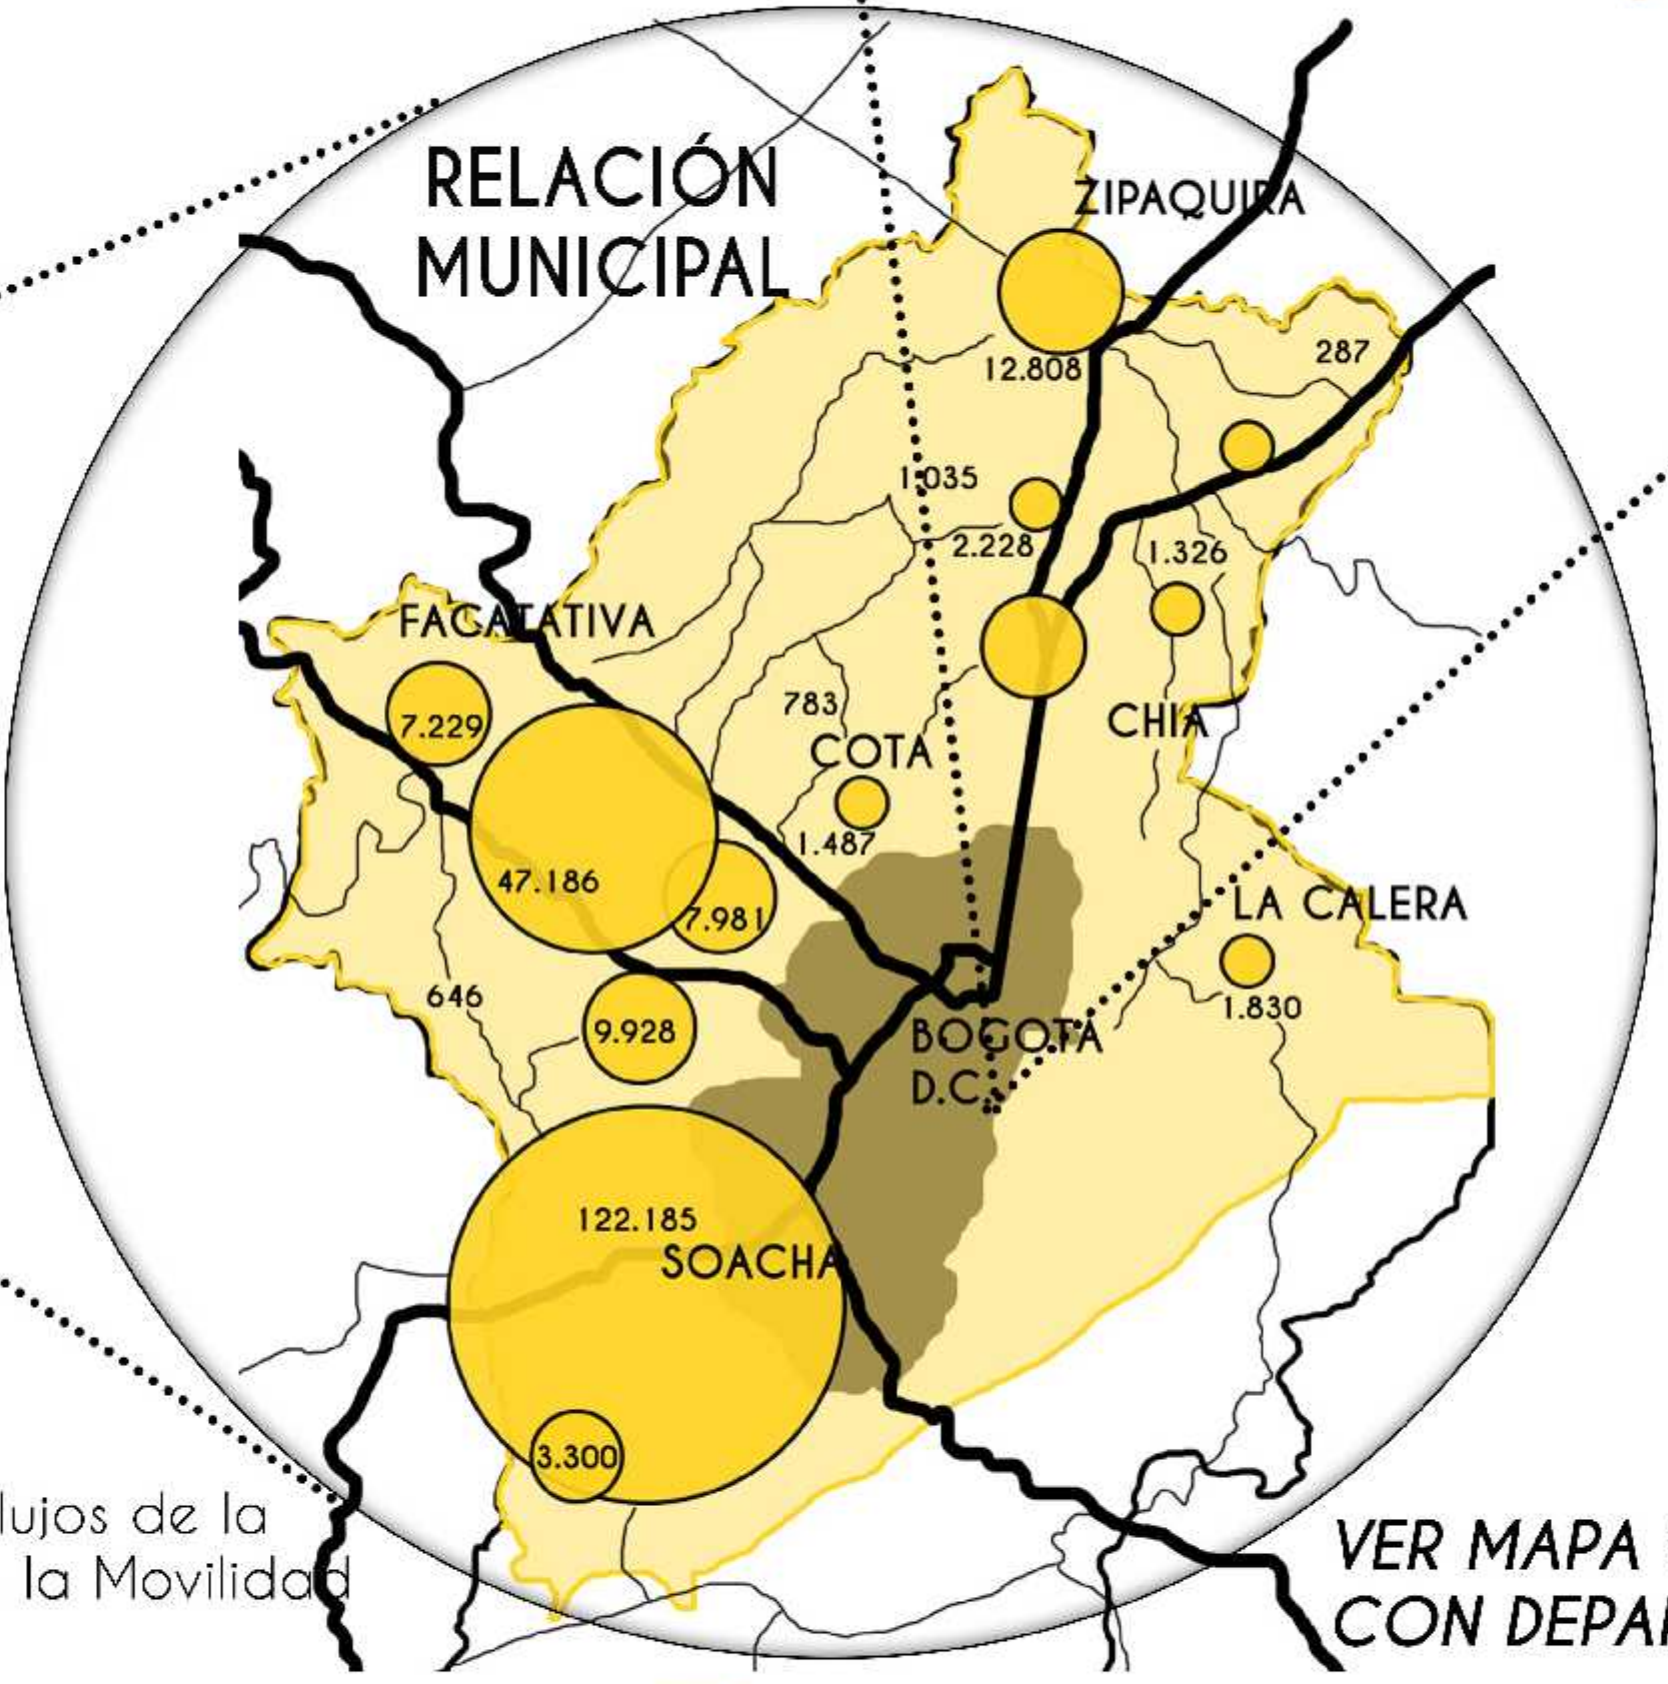 RELACIÓN
MUNICIPAL
ZIPAQUIRA
12.808
287
1.035
2.228
1.326
FACATATIVA
7.229
783
COTA
1.487
CHIA
47.186
7.981
LA CALERA
1.830
646
9.928
BOGOTA
D.C.
122.185
SOACHA
3.300
lujos de la
la Movilidad
VER MAPA
CON DEPA